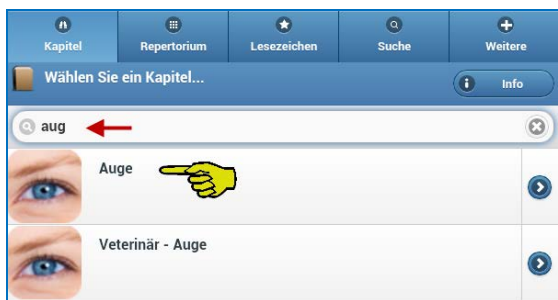 Kapitel Repertorium Lesezeichen Suche Weitere
Wählen Sie ein Kapitel... Info
aug
Auge
Veterinär - Auge